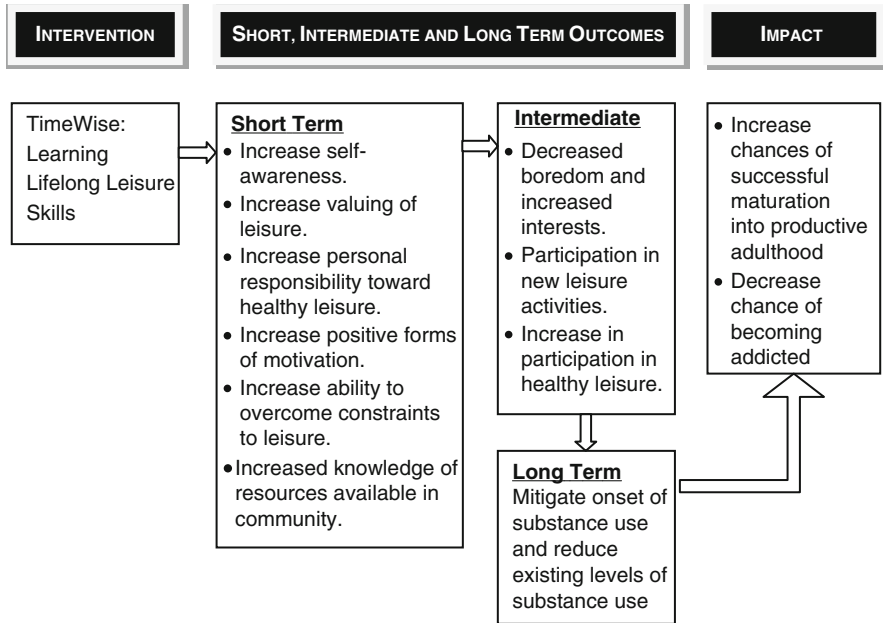 INTERVENTION
SHORT, INTERMEDIATE AND LONG TERM OUTCOMES
IMPACT
TimeWise:
Learning
Lifelong Leisure
Skills
Short Term
• Increase self-
awareness.
• Increase valuing of
leisure.
• Increase personal
responsibility toward
healthy leisure.
• Increase positive forms
of motivation.
• Increase ability to
overcome constraints
to leisure.
•Increased knowledge of
resources available in
community.
Intermediate
• Decreased
boredom and
increased
interests.
• Participation in
new leisure
activities.
• Increase in
participation in
healthy leisure.
Long Term
Mitigate onset of
substance use
and reduce
existing levels of
substance use
• Increase
chances of
successful
maturation
into productive
adulthood
• Decrease
chance of
becoming
addicted